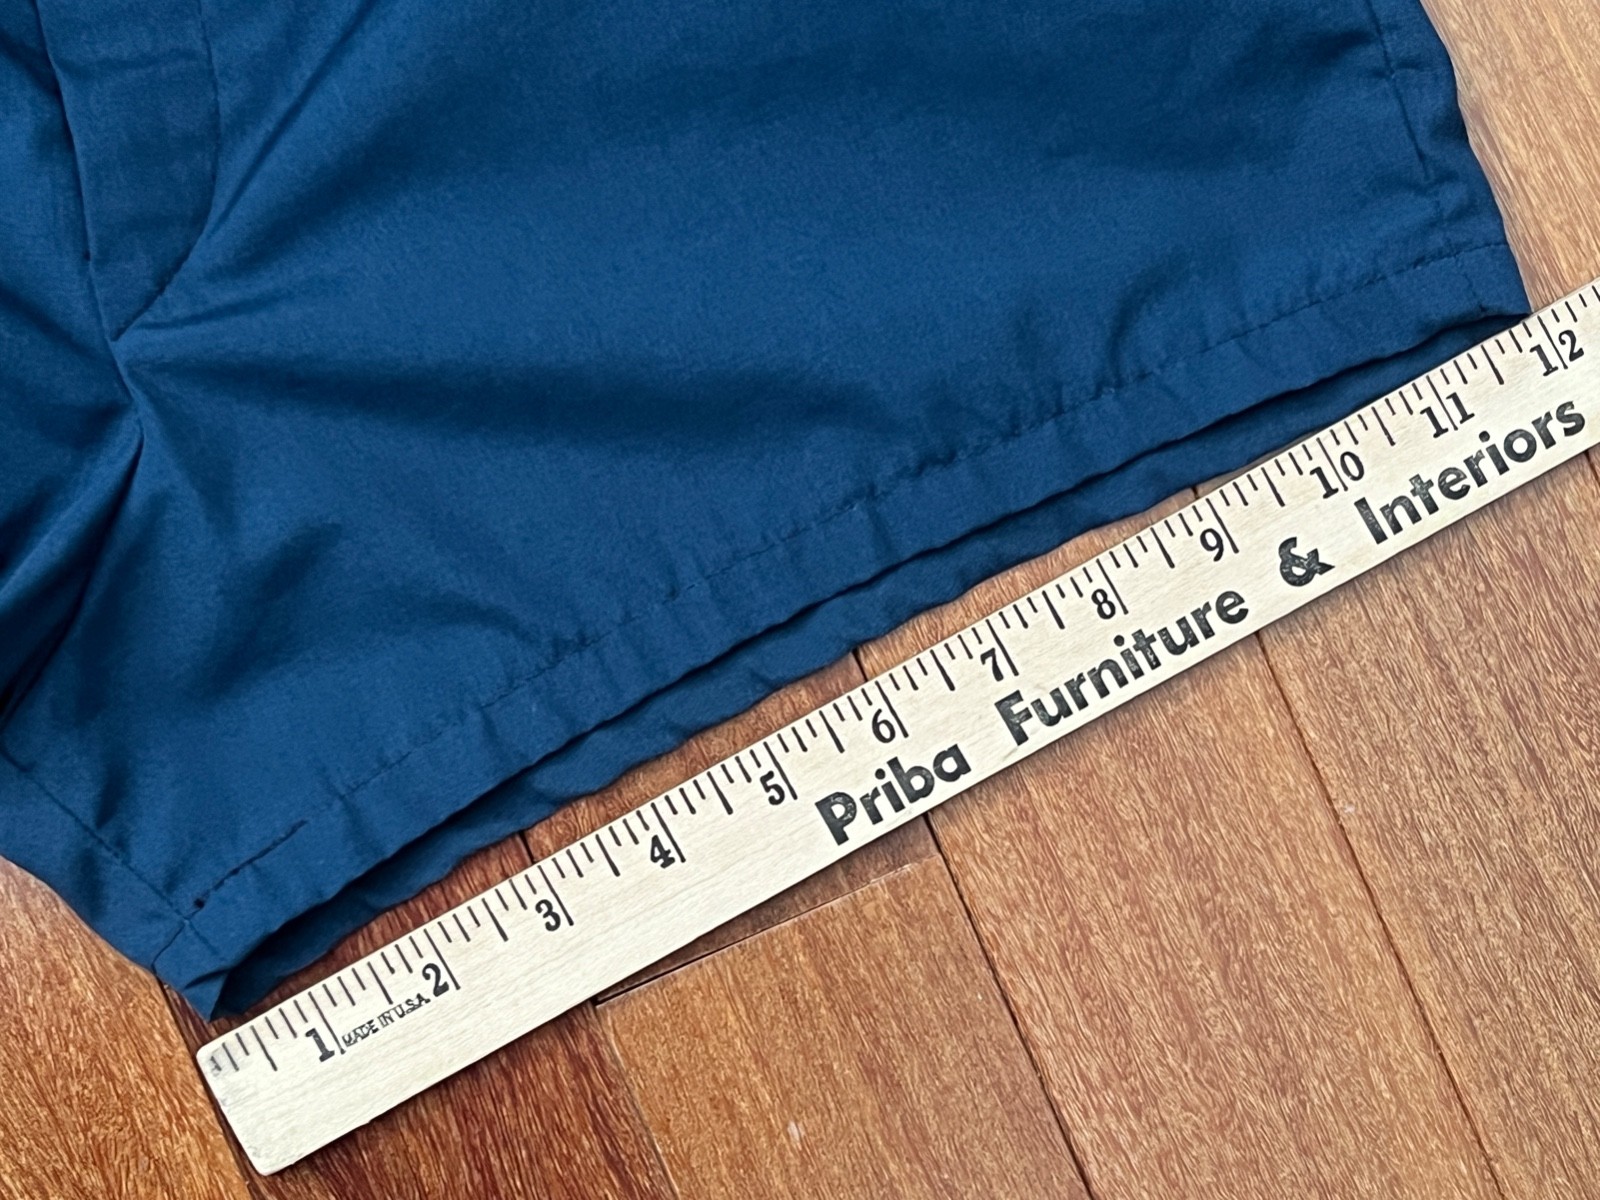 1 2 3 4 5 6 7 8 9 10 11 12
MADE IN U.S.A.
Priba Furniture & Interiors